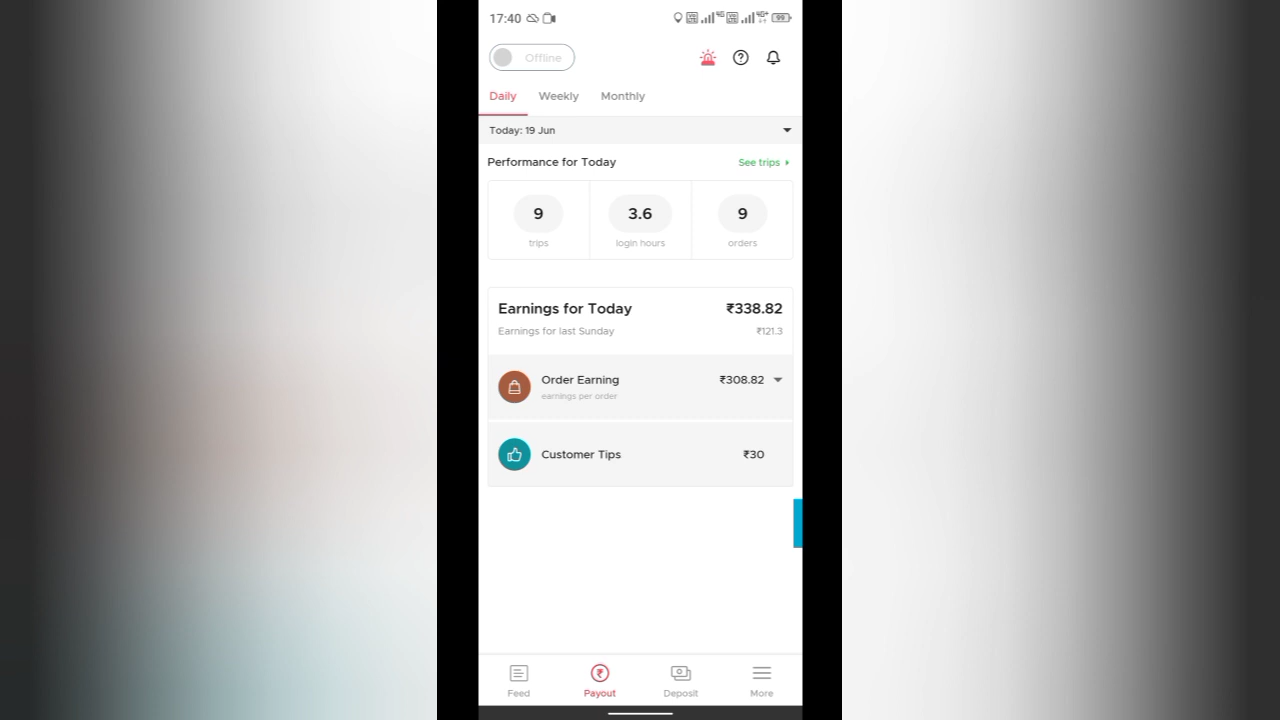 17:40
Offline
Daily Weekly Monthly
Today: 19 Jun
Performance for Today See trips
9 3.6 9
trips login hours orders
Earnings for Today ₹338.82
Earnings for last Sunday ₹121.3
Order Earning ₹308.82
earnings per order
Customer Tips ₹30
Feed Payout Deposit More